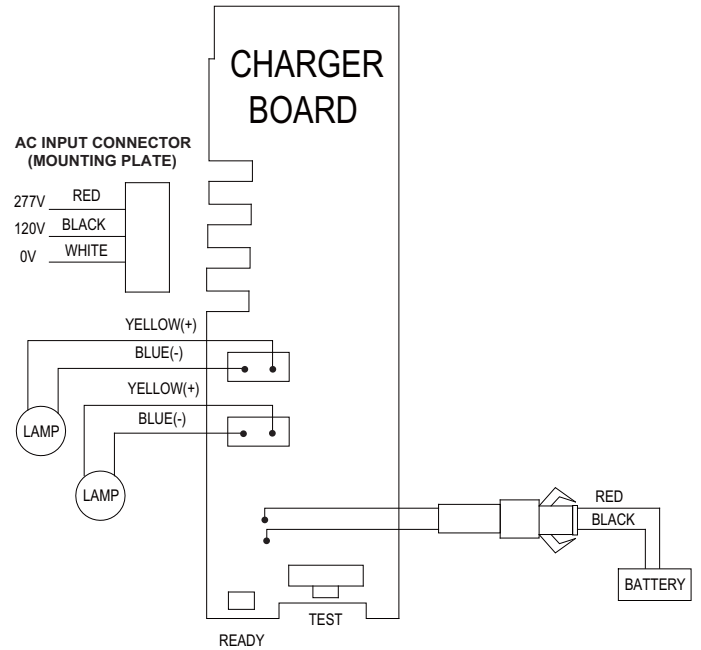 CHARGER
BOARD
AC INPUT CONNECTOR
(MOUNTING PLATE)
277V RED
120V BLACK
0V WHITE
YELLOW(+)
BLUE(-)
YELLOW(+)
BLUE(-)
LAMP
LAMP
RED
BLACK
BATTERY
TEST
READY